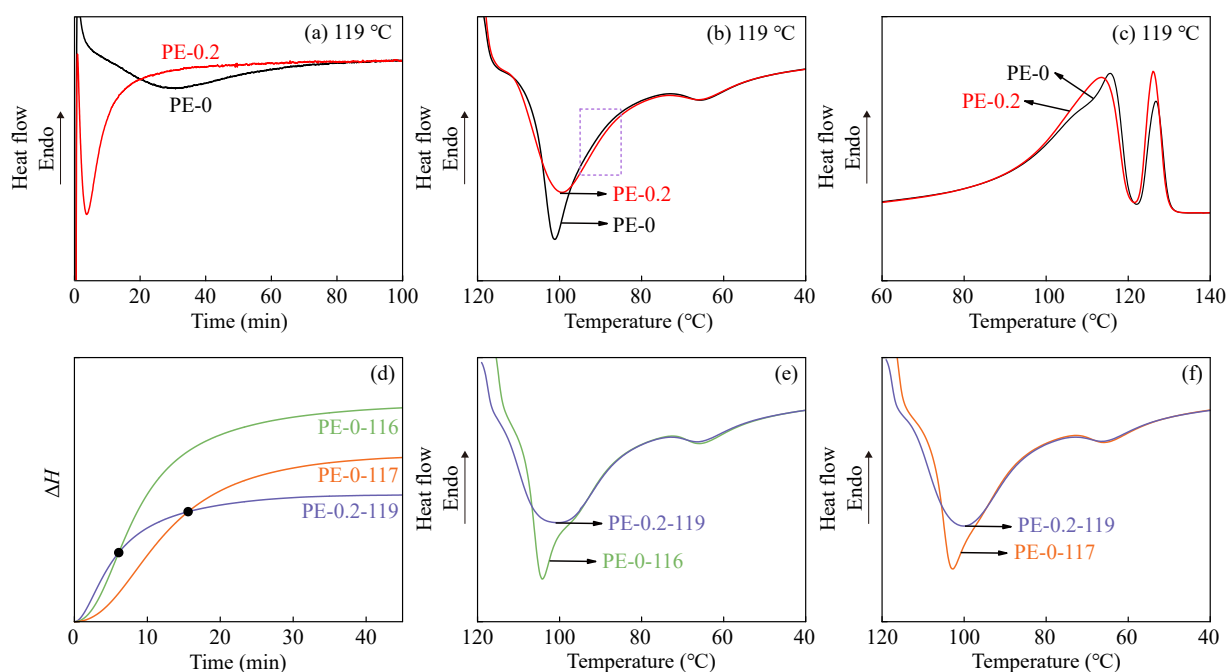 (a) 119 ℃
PE-0.2
PE-0
Heat flow
Endo
0 20 40 60 80 100
Time (min)
(b) 119 ℃
PE-0.2
PE-0
Heat flow
Endo
120 100 80 60 40
Temperature (℃)
(c) 119 ℃
PE-0
PE-0.2
Heat flow
Endo
60 80 100 120 140
Temperature (℃)
(d)
PE-0-116
PE-0-117
PE-0.2-119
ΔH
0 10 20 30 40
Time (min)
(e)
PE-0.2-119
PE-0-116
Heat flow
Endo
120 100 80 60 40
Temperature (℃)
(f)
PE-0.2-119
PE-0-117
Heat flow
Endo
120 100 80 60 40
Temperature (℃)